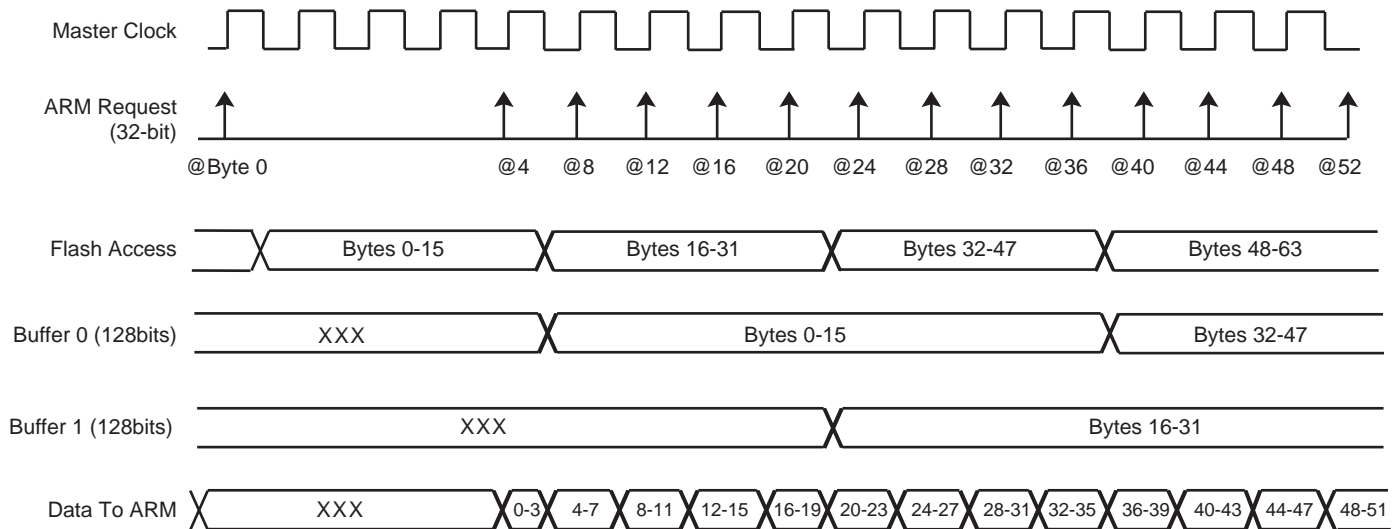 Master Clock
ARM Request
(32-bit)
@Byte 0 @4 @8 @12 @16 @20 @24 @28 @32 @36 @40 @44 @48 @52
Flash Access Bytes 0-15 Bytes 16-31 Bytes 32-47 Bytes 48-63
Buffer 0 (128bits) XXX Bytes 0-15 Bytes 32-47
Buffer 1 (128bits) XXX Bytes 16-31
Data To ARM XXX 0-3 4-7 8-11 12-15 16-19 20-23 24-27 28-31 32-35 36-39 40-43 44-47 48-51